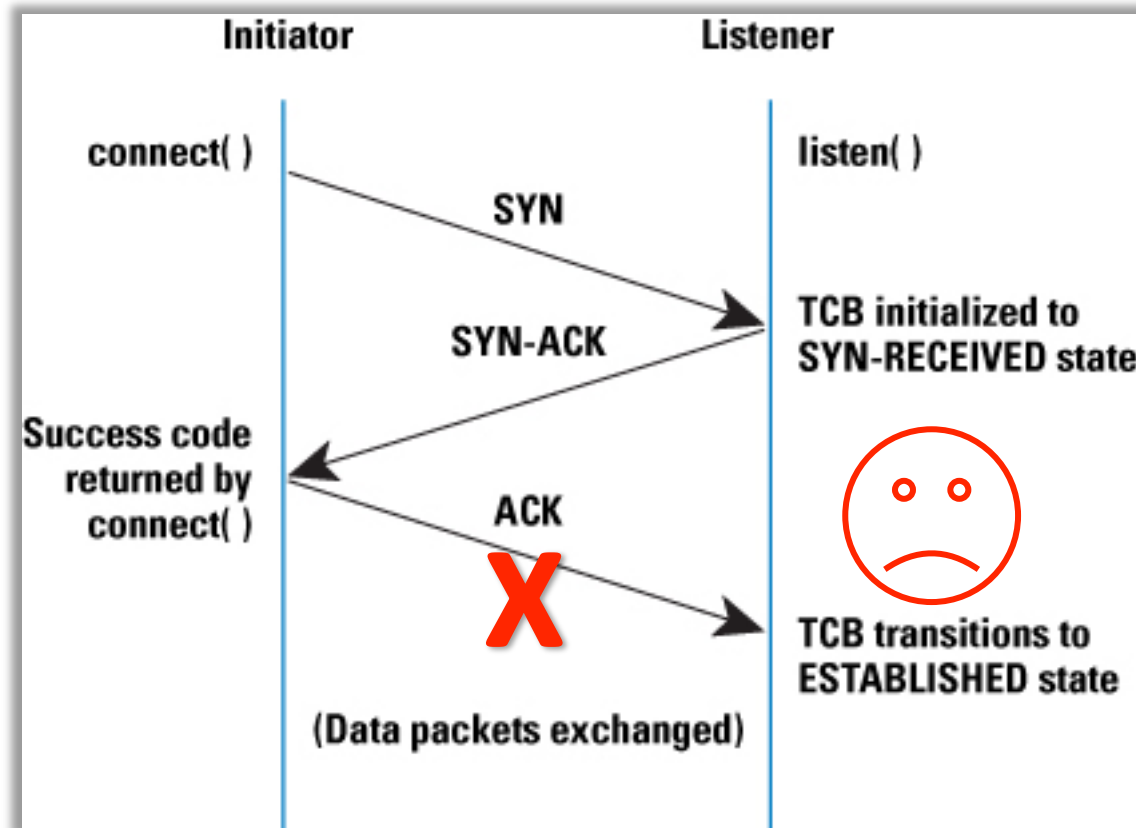 Initiator
Listener
connect( )
listen( )
SYN
TCB initialized to
SYN-RECEIVED state
SYN-ACK
Success code
returned by
connect( )
ACK
X
TCB transitions to
ESTABLISHED state
(Data packets exchanged)